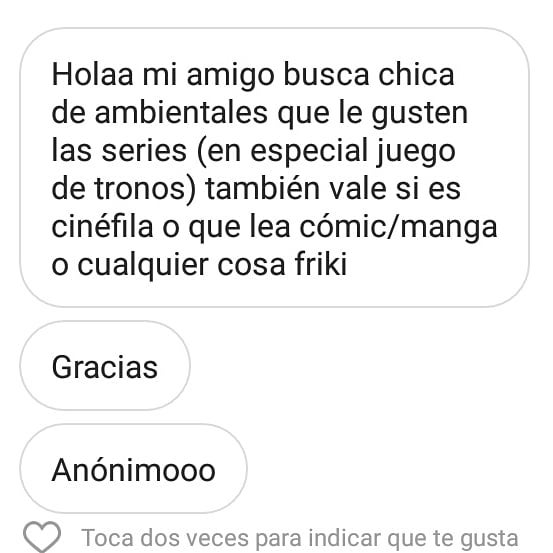 Holaa mi amigo busca chica
de ambientales que le gusten
las series (en especial juego
de tronos) también vale si es
cinéfila o que lea cómic/manga
o cualquier cosa friki
Gracias
Anónimooo
Toca dos veces para indicar que te gusta